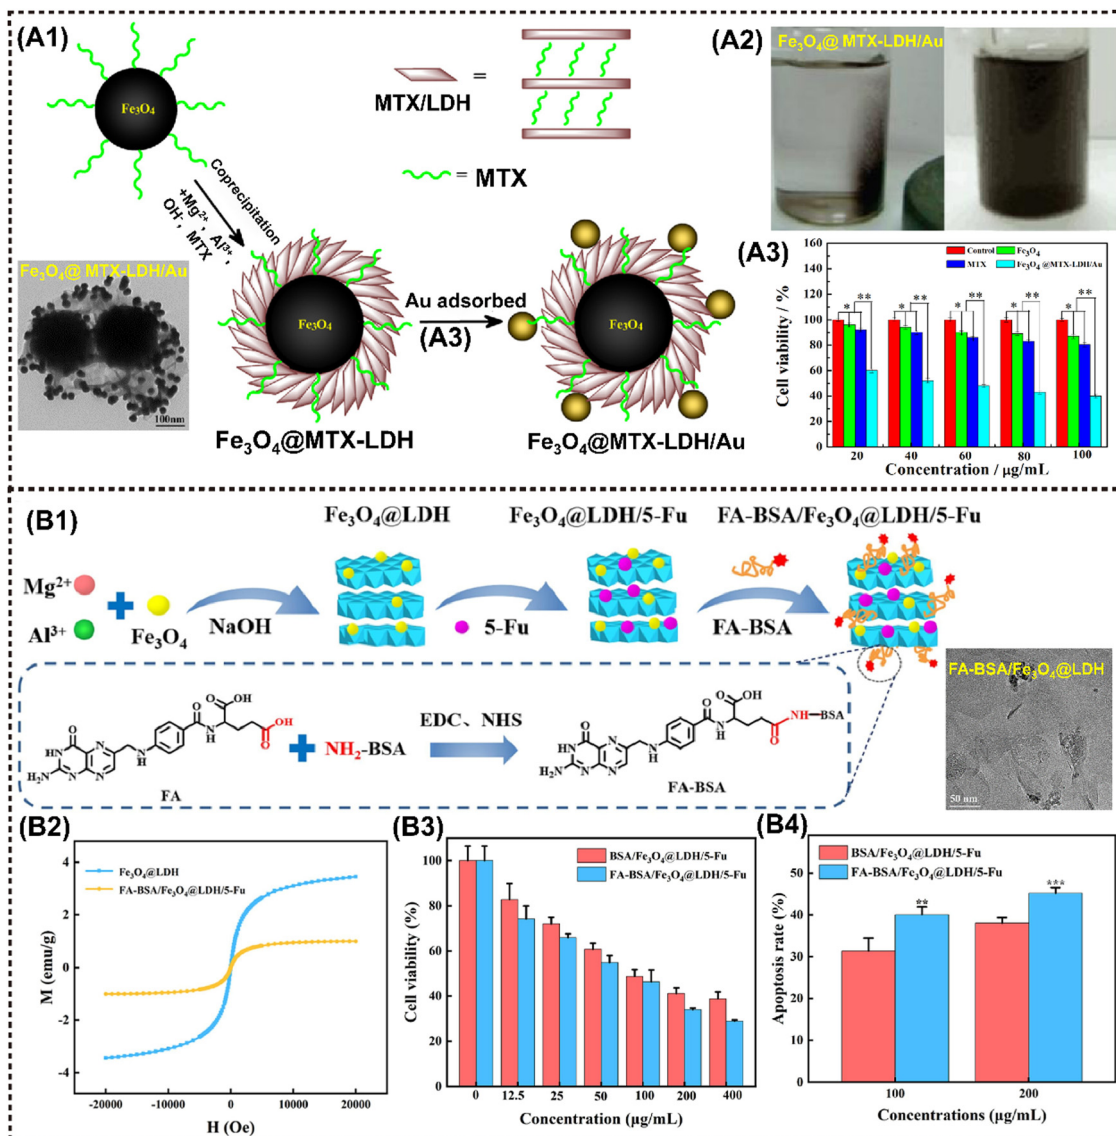 (A1)
Fe₃O₄
MTX/LDH
=
= MTX
Coprecipitation
+Mg²⁺, Al³⁺,
OH⁻, MTX
Fe₃O₄@ MTX-LDH/Au
100nm
Fe₃O₄
Fe₃O₄@MTX-LDH
Au adsorbed
(A3)
Fe₃O₄
Fe₃O₄@MTX-LDH/Au
(A2)
Fe₃O₄@ MTX-LDH/Au
(A3)
Control
Fe₃O₄
MTX
Fe₃O₄ @MTX-LDH/Au
Cell viability / %
160
140
120
100
80
60
40
20
0
* ** * ** * ** * ** * **
20 40 60 80 100
Concentration / μg/mL
(B1)
Fe₃O₄@LDH
Fe₃O₄@LDH/5-Fu
FA-BSA/Fe₃O₄@LDH/5-Fu
Mg²⁺
Al³⁺
Fe₃O₄
NaOH
5-Fu
FA-BSA
FA-BSA/Fe₃O₄@LDH
50 nm
O OH
O
N
H
OH
O
O
HN
H₂N
N
N
N
N
H
FA
NH₂-BSA
EDC、NHS
O OH
O
N
H
NH—BSA
O
O
HN
H₂N
N
N
N
N
H
FA-BSA
(B2)
Fe₃O₄@LDH
FA-BSA/Fe₃O₄@LDH/5-Fu
M (emu/g)
4
2
0
-2
-4
-20000 -10000 0 10000 20000
H (Oe)
(B3)
BSA/Fe₃O₄@LDH/5-Fu
FA-BSA/Fe₃O₄@LDH/5-Fu
Cell viability (%)
100
80
60
40
20
0
0 12.5 25 50 100 200 400
Concentration (μg/mL)
(B4)
BSA/Fe₃O₄@LDH/5-Fu
FA-BSA/Fe₃O₄@LDH/5-Fu
Apoptosis rate (%)
60
50
40
30
20
10
0
**
***
100 200
Concentrations (μg/mL)